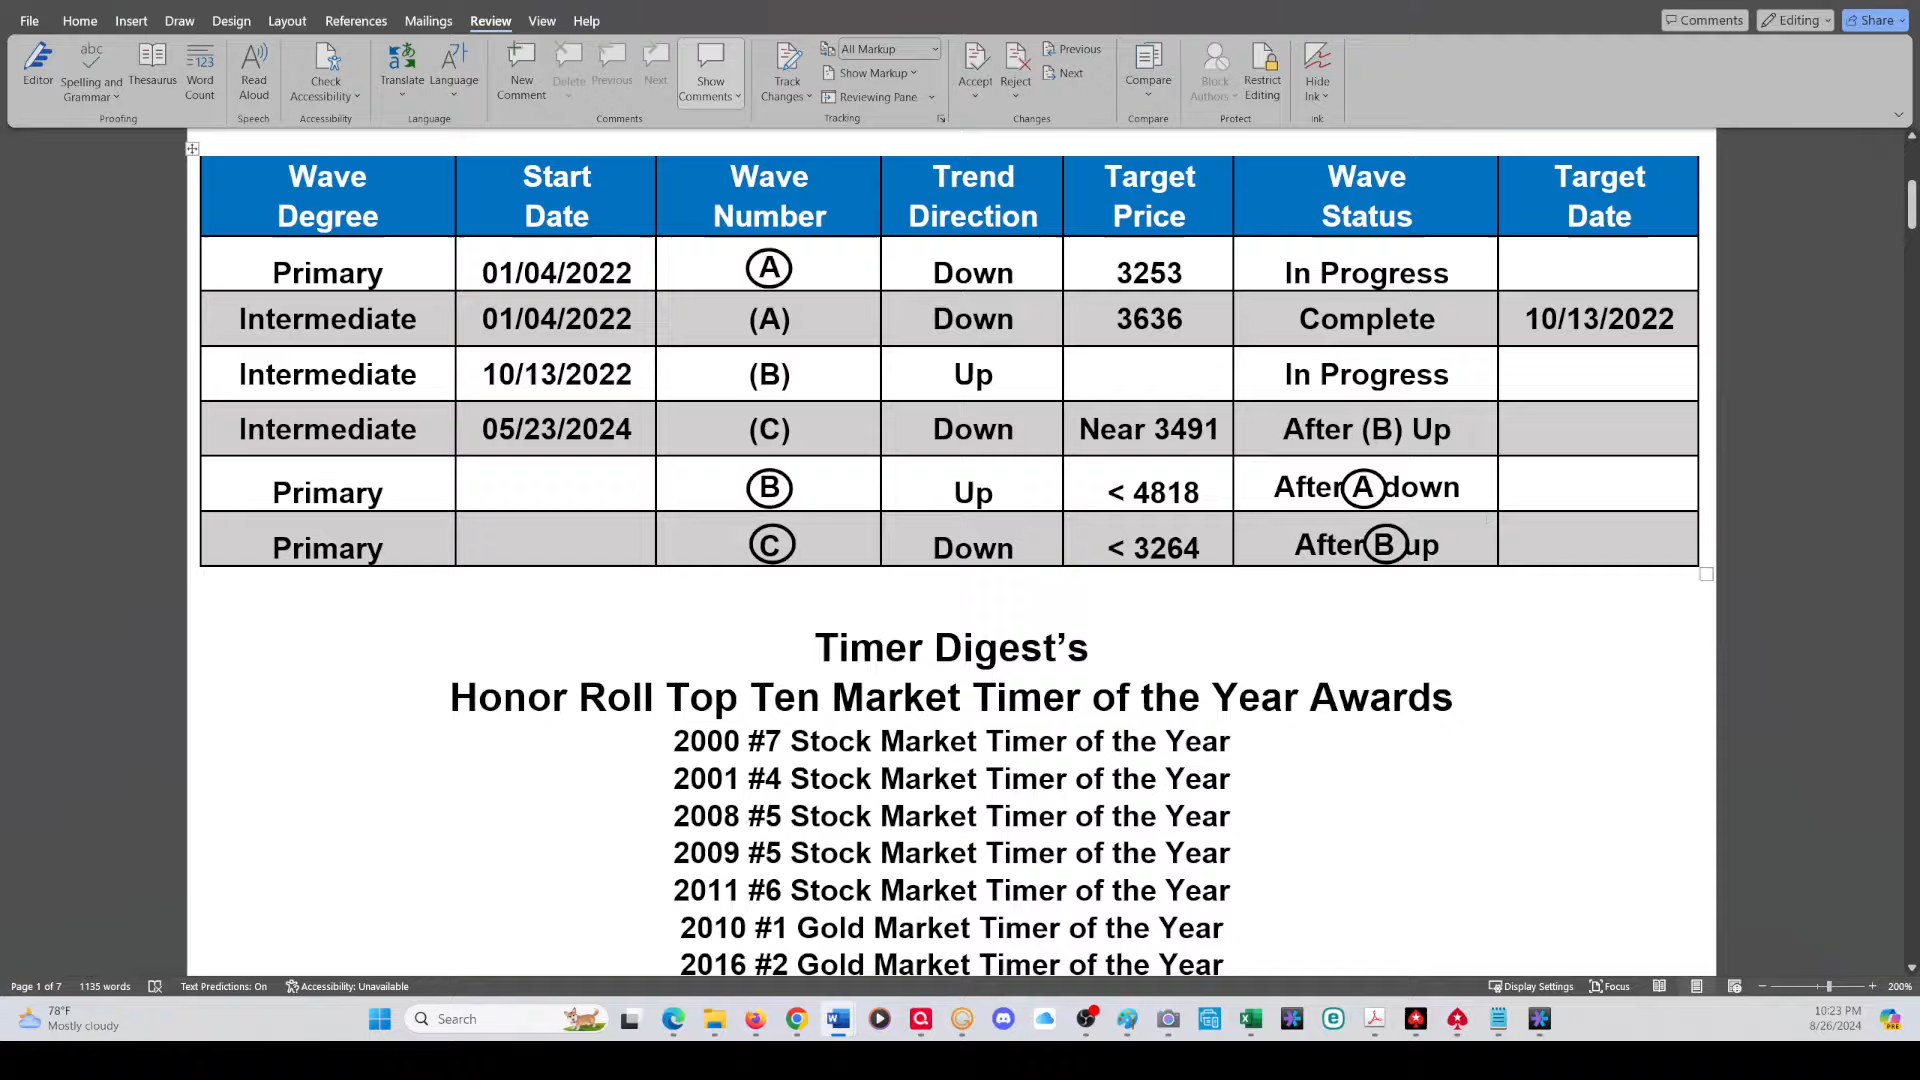 File Home Insert Draw Design Layout References Mailings Review View Help
Comments Editing Share
Editor
abc
Spelling and Grammar
Thesaurus
123
Word Count
Read Aloud
Check Accessibility
Translate
Language
New Comment
Delete
Previous
Next
Show Comments
Track Changes
All Markup
Show Markup
Reviewing Pane
Accept
Reject
Previous
Next
Compare
Block Authors
Restrict Editing
Hide Ink
Proofing Speech Accessibility Language Comments Tracking Changes Compare Protect Ink
Wave Degree Start Date Wave Number Trend Direction Target Price Wave Status Target Date
Primary 01/04/2022 A Down 3253 In Progress
Intermediate 01/04/2022 (A) Down 3636 Complete 10/13/2022
Intermediate 10/13/2022 (B) Up In Progress
Intermediate 05/23/2024 (C) Down Near 3491 After (B) Up
Primary B Up < 4818 After A down
Primary C Down < 3264 After B up
Timer Digest’s
Honor Roll Top Ten Market Timer of the Year Awards
2000 #7 Stock Market Timer of the Year
2001 #4 Stock Market Timer of the Year
2008 #5 Stock Market Timer of the Year
2009 #5 Stock Market Timer of the Year
2011 #6 Stock Market Timer of the Year
2010 #1 Gold Market Timer of the Year
2016 #2 Gold Market Timer of the Year
Page 1 of 7 1135 words Text Predictions: On Accessibility: Unavailable Display Settings Focus 200%
78°F
Mostly cloudy
Search
10:23 PM
8/26/2024